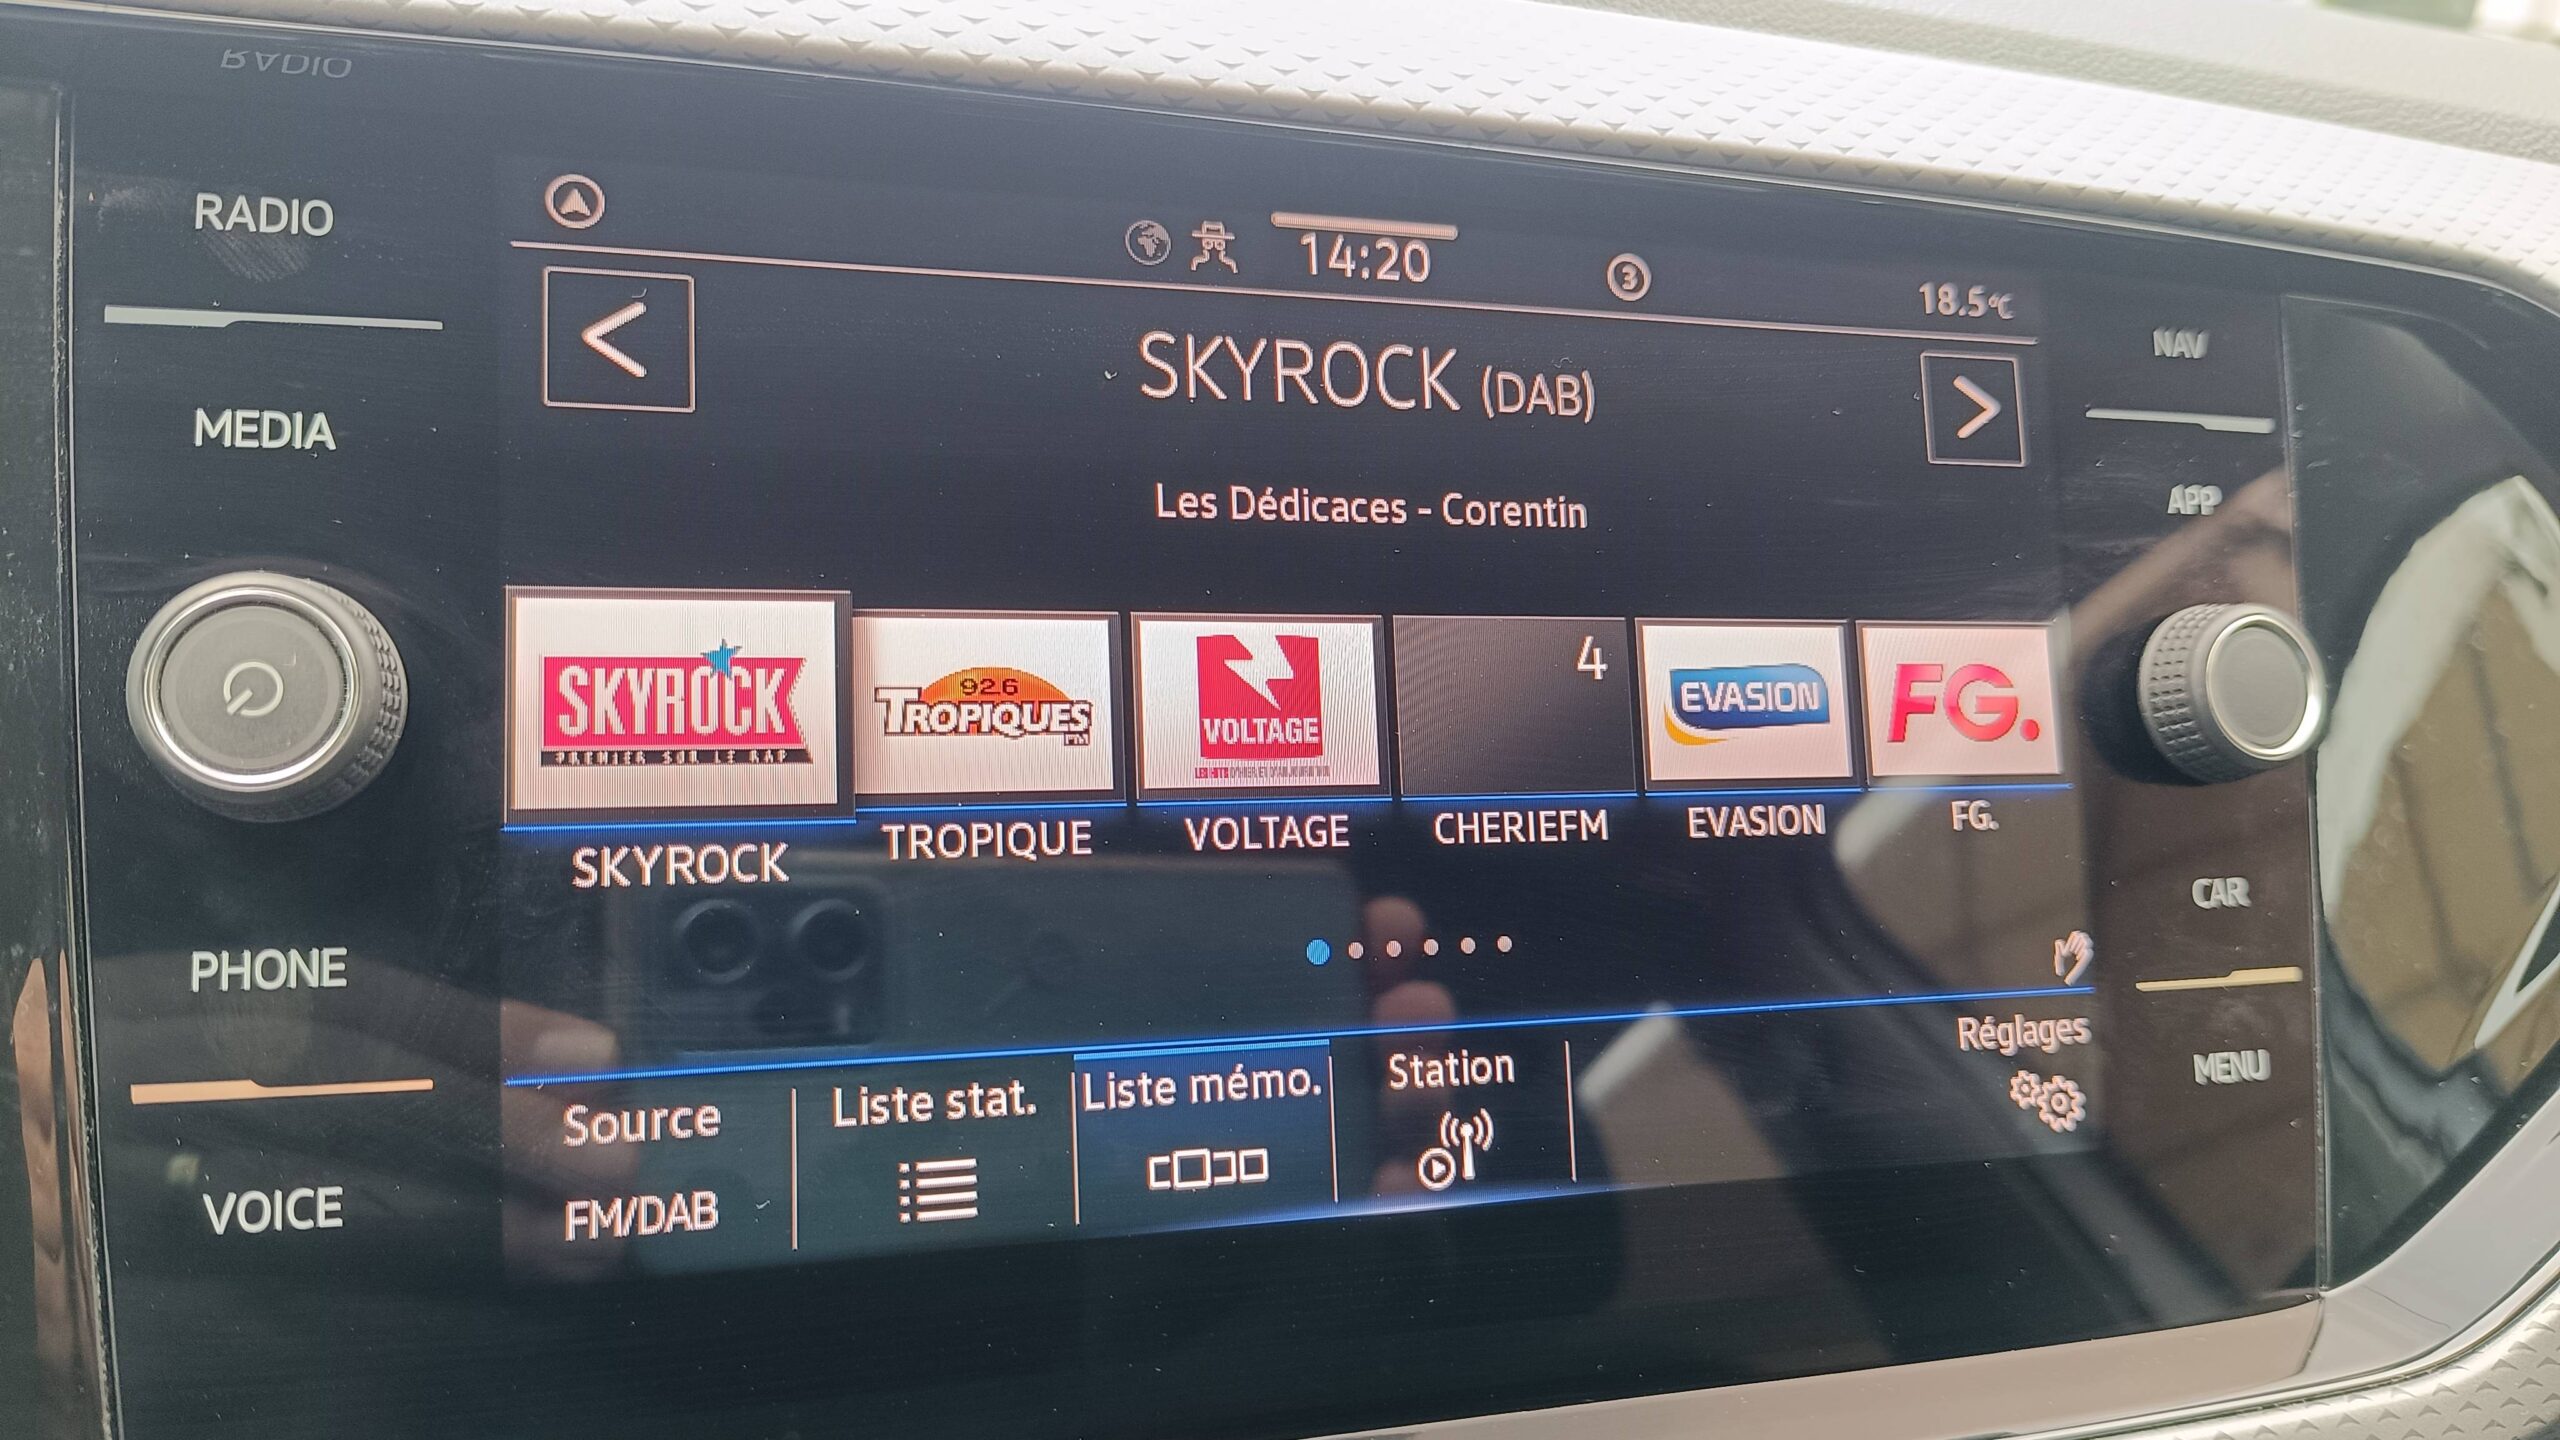 RADIO
MEDIA
PHONE
VOICE
14:20
3
18.5°C
SKYROCK (DAB)
Les Dédicaces - Corentin
SKYROCK
PREMIER SUR LE RAP
92.6
TROPIQUES
FM
VOLTAGE
4
EVASION
FG.
SKYROCK
TROPIQUE
VOLTAGE
CHERIEFM
EVASION
FG.
Source
FM/DAB
Liste stat.
Liste mémo.
Station
Réglages
NAV
APP
CAR
MENU